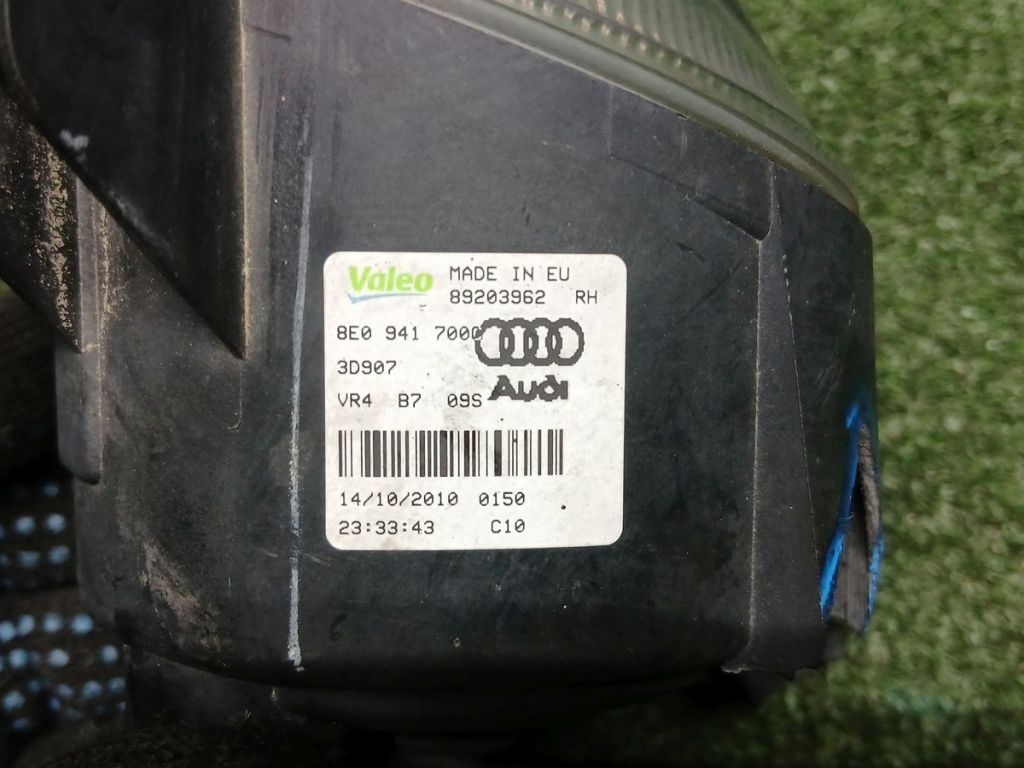 Valeo MADE IN EU
89203962 RH
8E0 941 700
3D907
Audi
VR4 B7 09S
14/10/2010 0150
23:33:43 C10